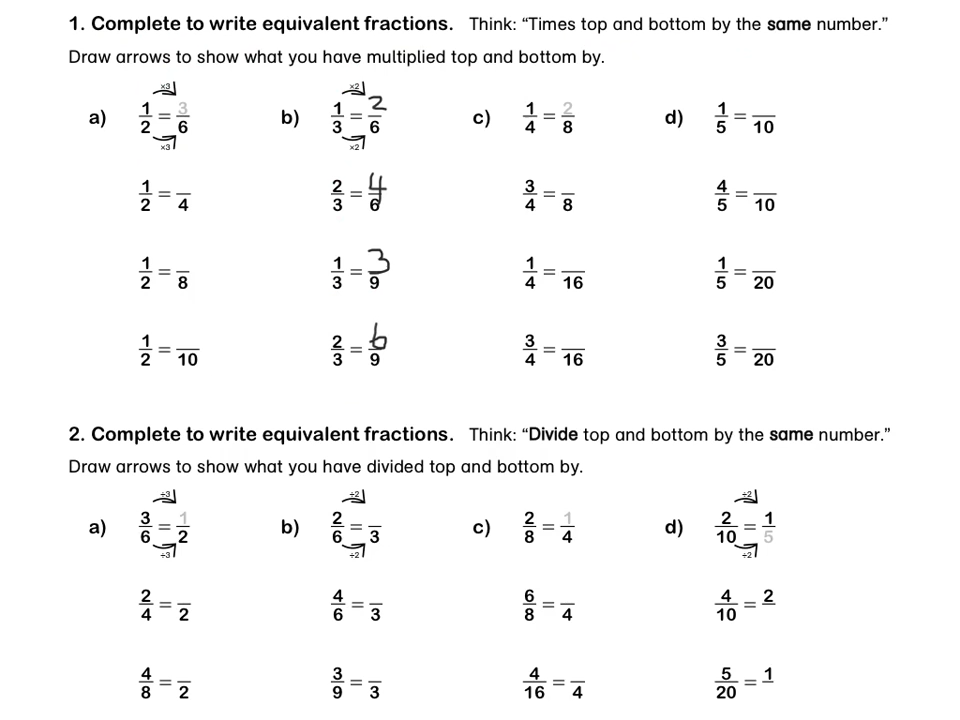 1. Complete to write equivalent fractions. Think: “Times top and bottom by the same number.”
Draw arrows to show what you have multiplied top and bottom by.
×3 ×2
a) 1/2 = 3/6 b) 1/3 = 2/6 c) 1/4 = 2/8 d) 1/5 = /10
×3 ×2
1/2 = /4 2/3 = 4/6 3/4 = /8 4/5 = /10
1/2 = /8 1/3 = 3/9 1/4 = /16 1/5 = /20
1/2 = /10 2/3 = 6/9 3/4 = /16 3/5 = /20
2. Complete to write equivalent fractions. Think: “Divide top and bottom by the same number.”
Draw arrows to show what you have divided top and bottom by.
÷3 ÷2 ÷2
a) 3/6 = 1/2 b) 2/6 = /3 c) 2/8 = 1/4 d) 2/10 = 1/5
÷3 ÷2 ÷2
2/4 = /2 4/6 = /3 6/8 = /4 4/10 = 2/
4/8 = /2 3/9 = /3 4/16 = /4 5/20 = 1/